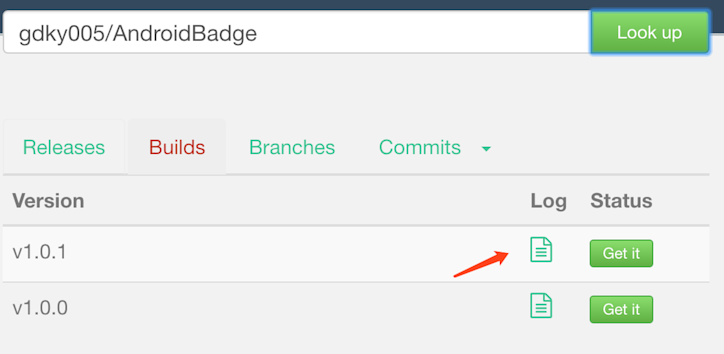 gdky005/AndroidBadge Look up
Releases Builds Branches Commits
Version Log Status
v1.0.1 Get it
v1.0.0 Get it